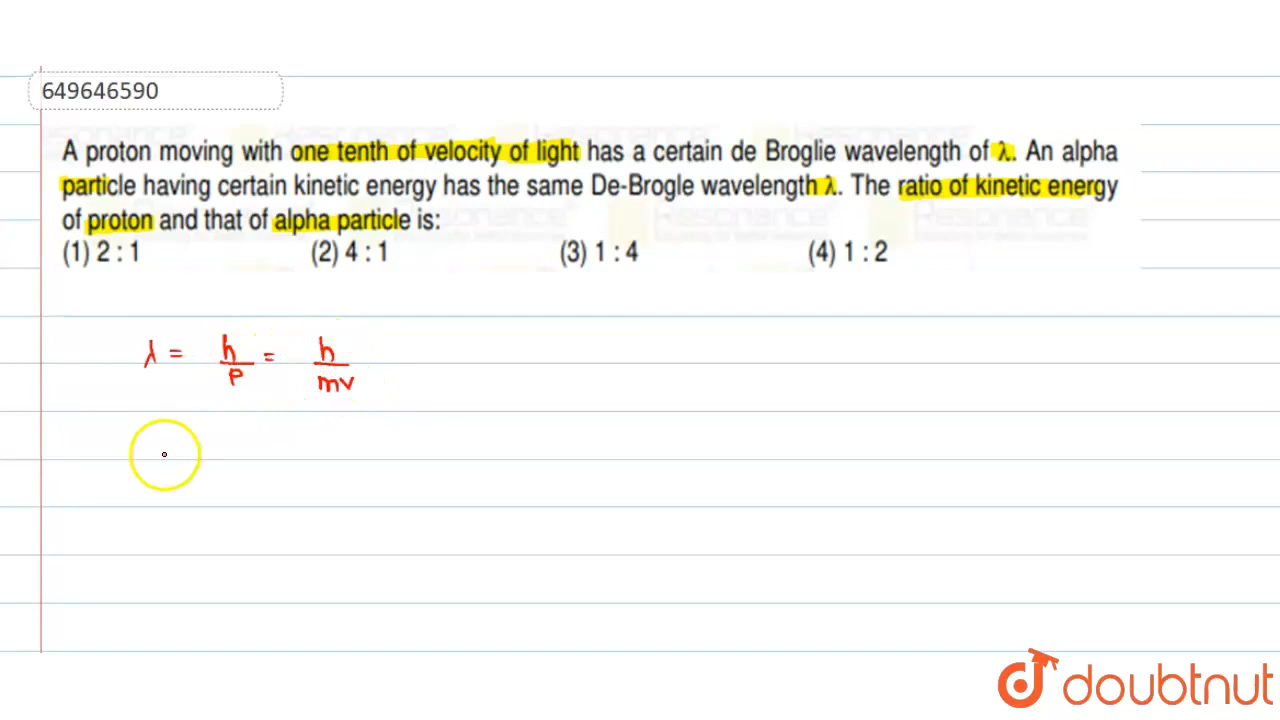 649646590
A proton moving with one tenth of velocity of light has a certain de Broglie wavelength of λ. An alpha
particle having certain kinetic energy has the same De-Brogle wavelength λ. The ratio of kinetic energy
of proton and that of alpha particle is:
(1) 2 : 1 (2) 4 : 1 (3) 1 : 4 (4) 1 : 2
λ = h/P = h/mv
doubtnut